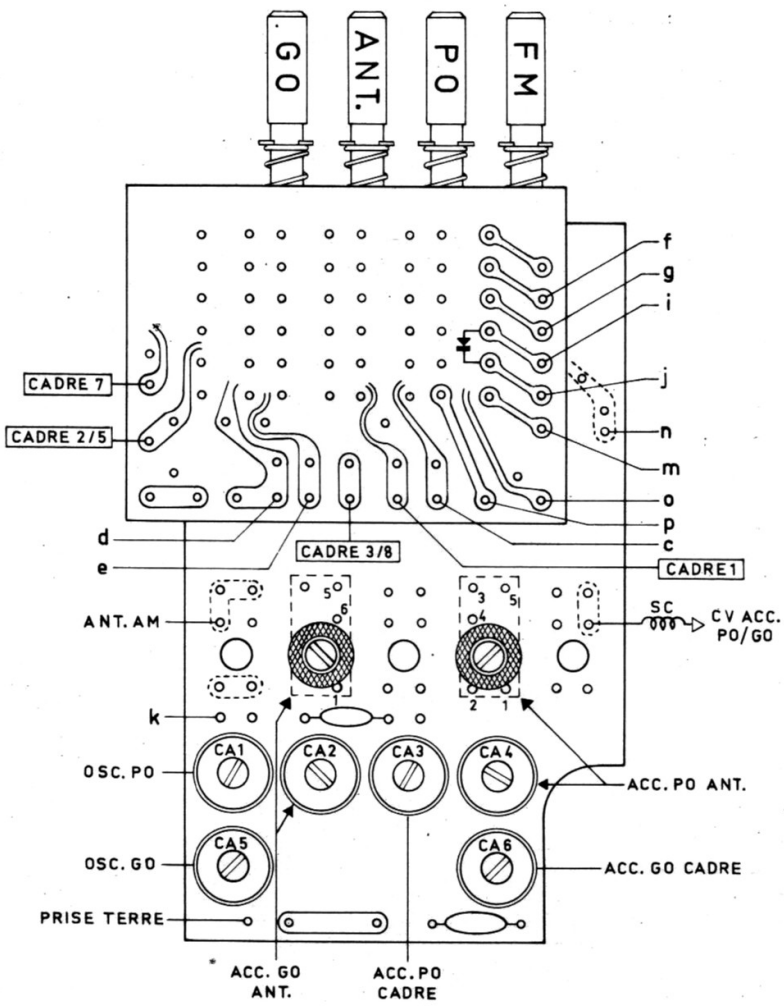 GO
ANT.
PO
FM
f
g
i
j
n
m
o
p
c
CADRE 7
CADRE 2/5
d
e
CADRE 3/8
CADRE 1
ANT. AM
5
6
1
3
5
4
2
1
SC
CV ACC.
PO/GO
k
OSC. PO
CA1
CA2
CA3
CA4
ACC. PO ANT.
OSC. GO
CA5
CA6
ACC. GO CADRE
PRISE TERRE
ACC. GO
ANT.
ACC. PO
CADRE